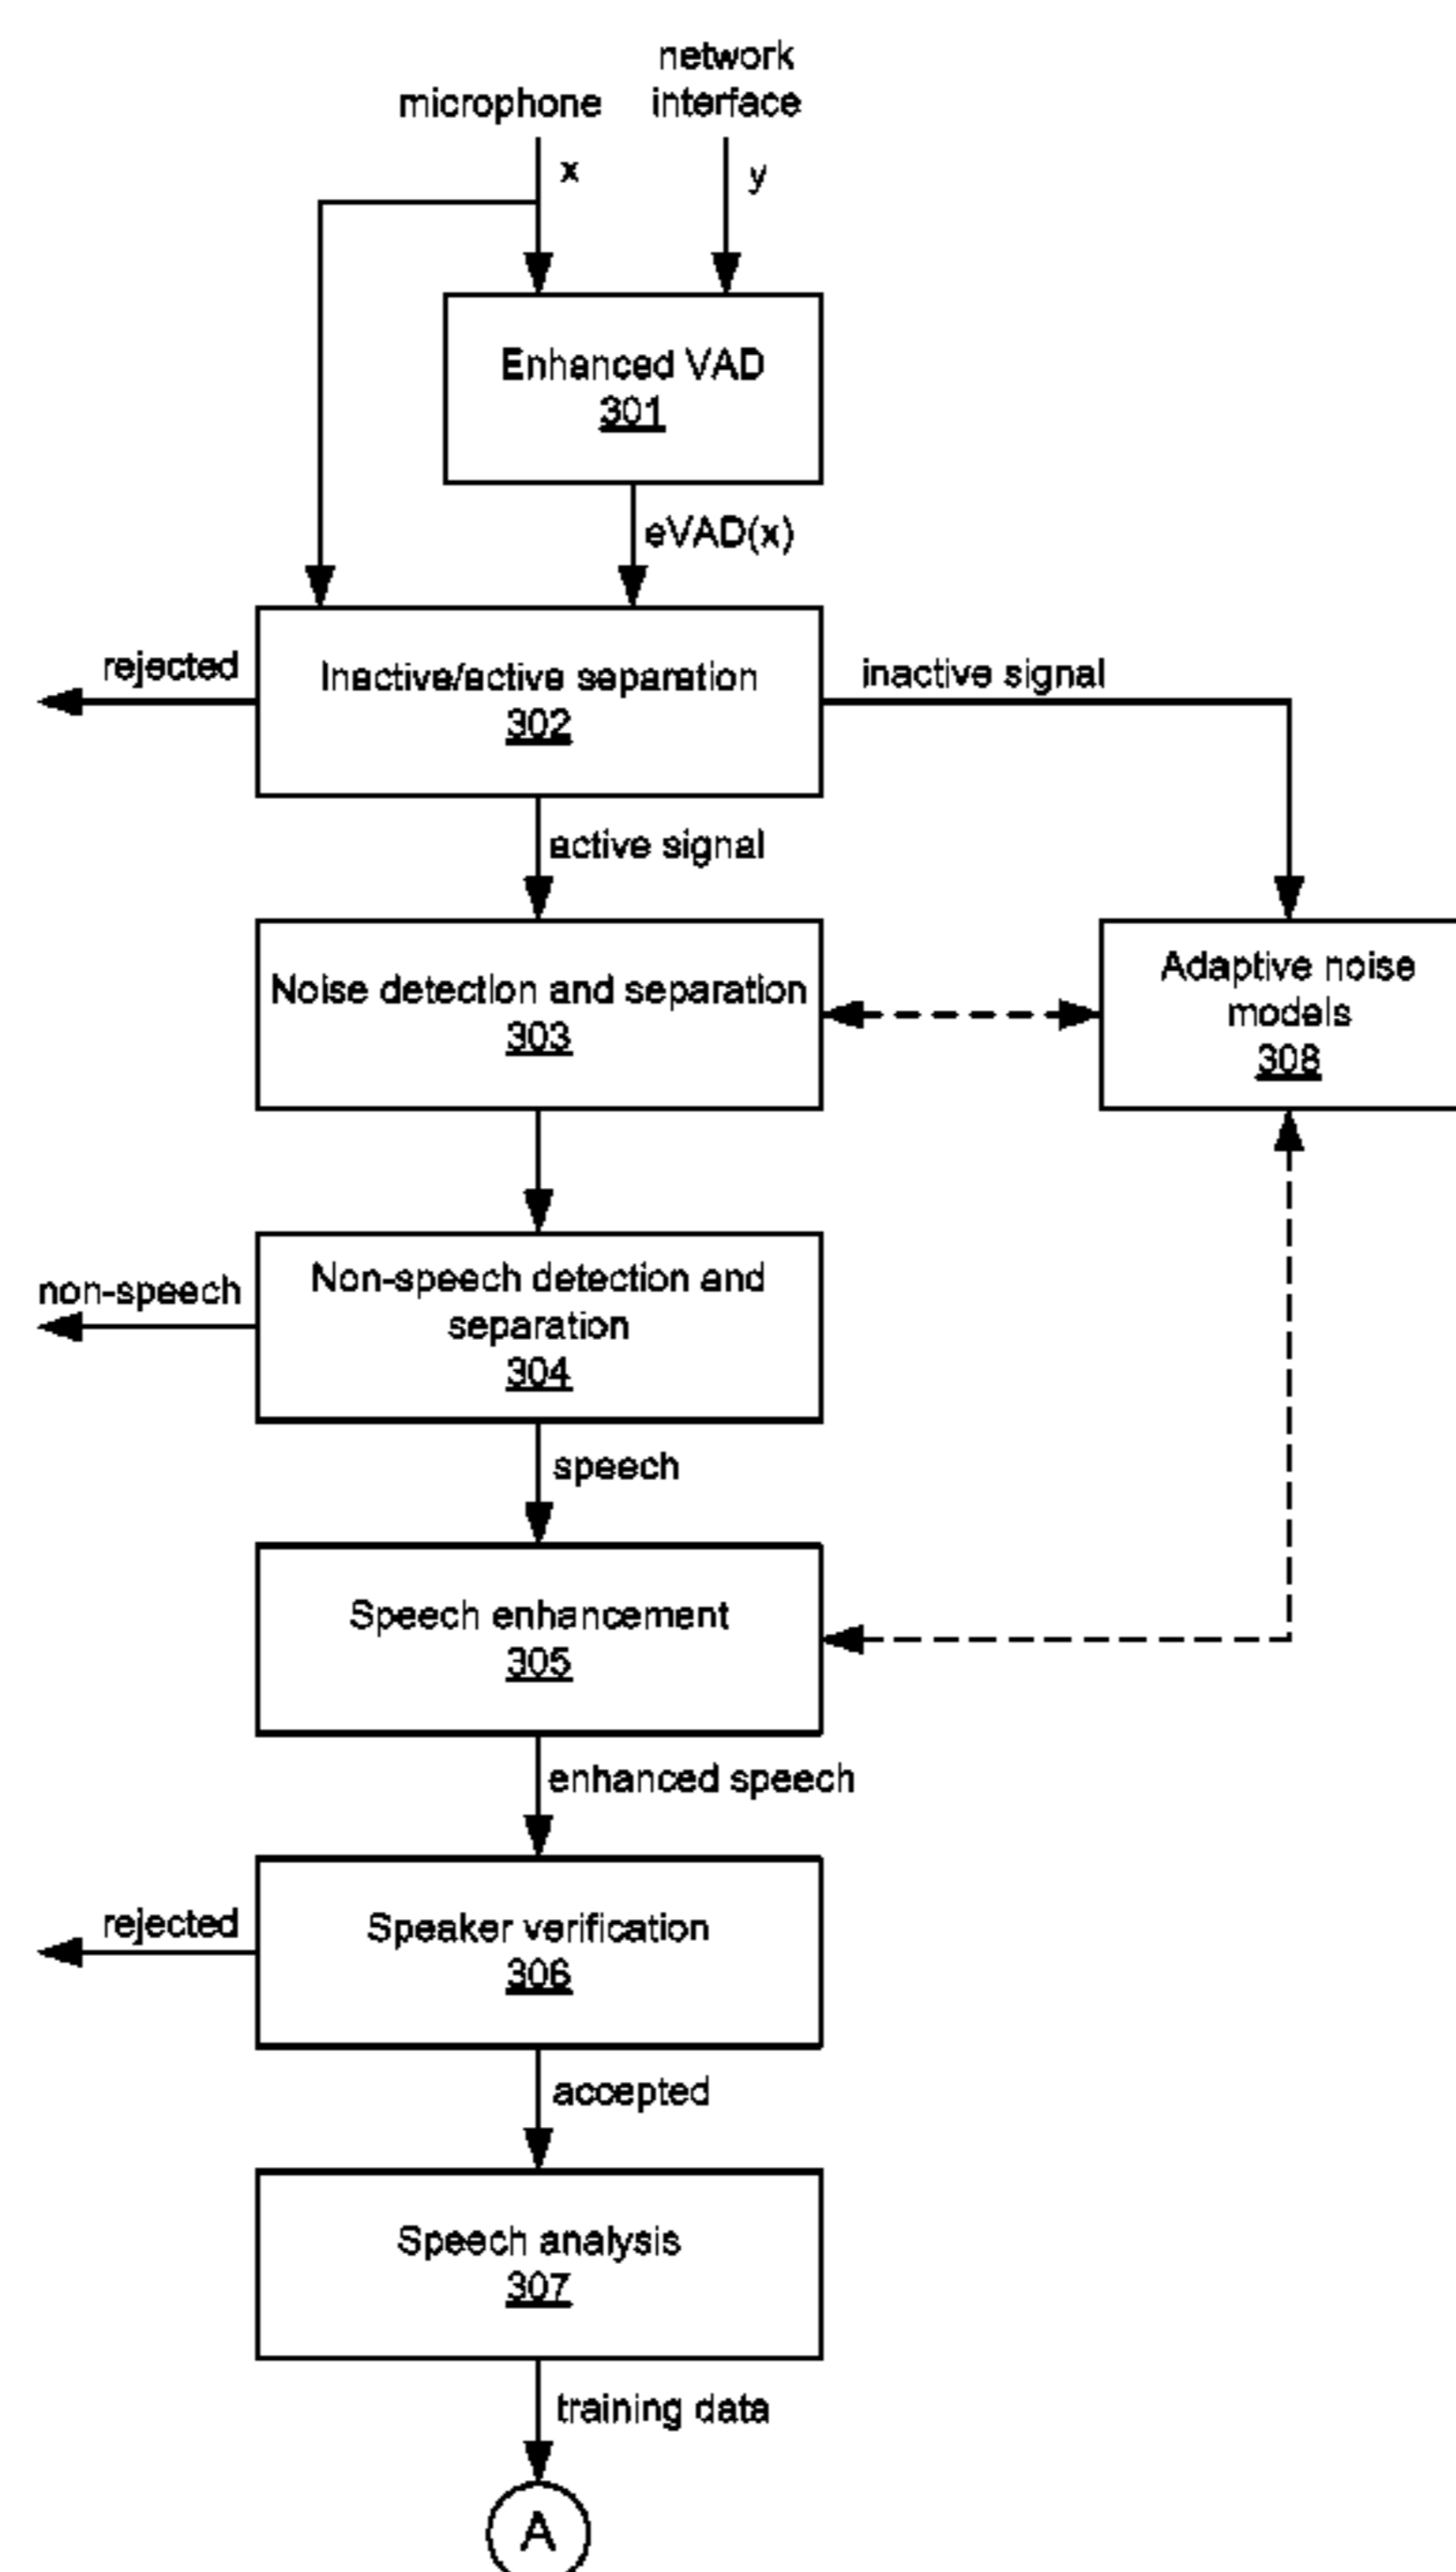 network
microphone interface
x
y
Enhanced VAD
301
eVAD(x)
rejected
Inactive/active separation
302
inactive signal
active signal
Noise detection and separation
303
Adaptive noise
models
308
non-speech
Non-speech detection and
separation
304
speech
Speech enhancement
305
enhanced speech
rejected
Speaker verification
306
accepted
Speech analysis
307
training data
A